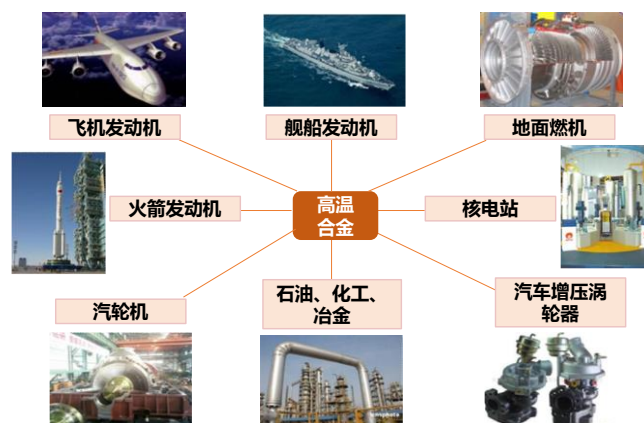 飞机发动机
舰船发动机
地面燃机
火箭发动机
高温
合金
核电站
汽轮机
石油、化工、
冶金
汽车增压涡
轮器